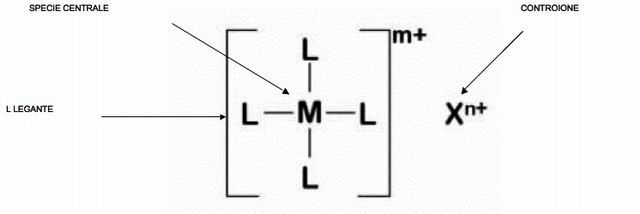 SPECIE CENTRALE
CONTROIONE
m+
L
L LEGANTE
L M L
Xn+
L